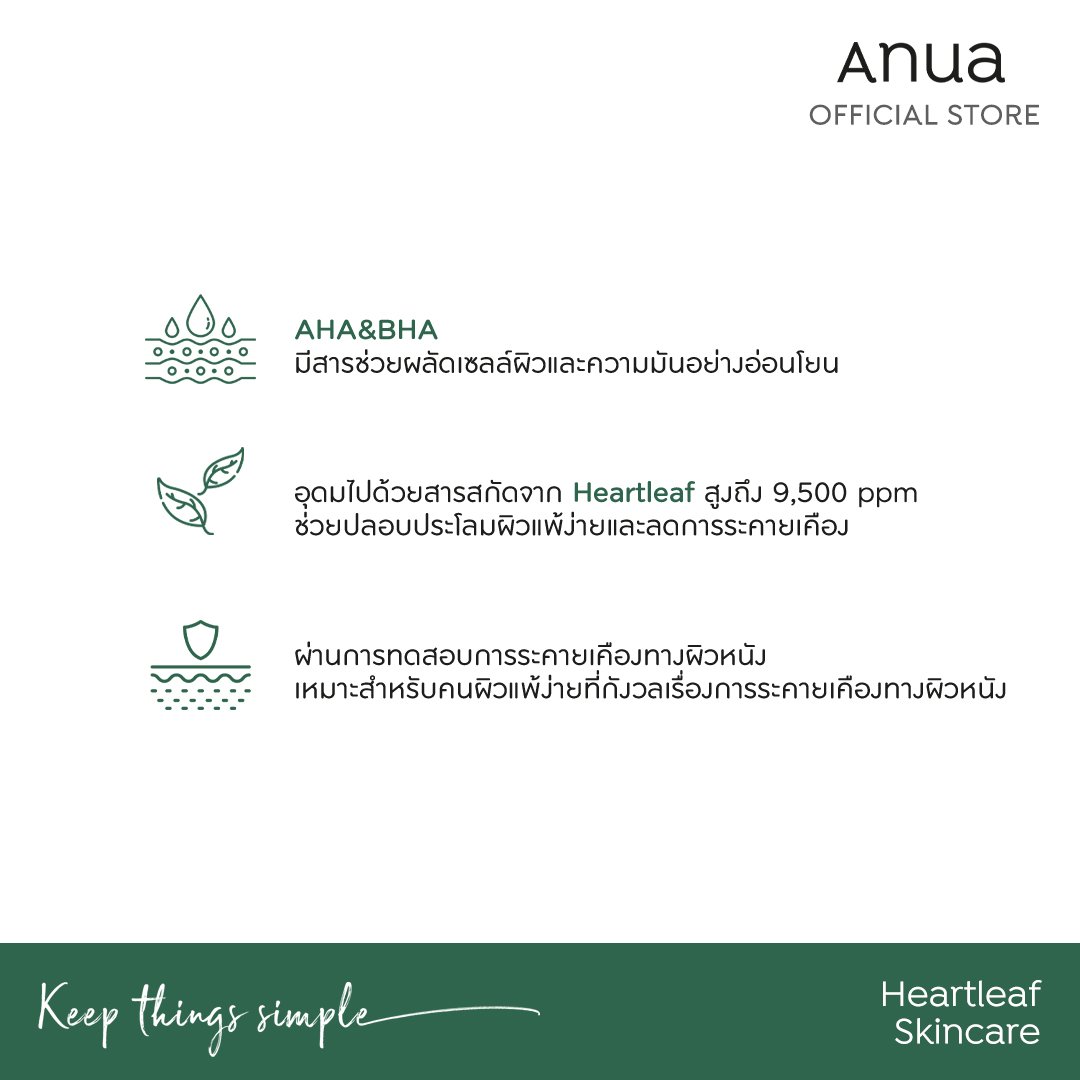 Anua
OFFICIAL STORE
AHA&BHA
มีสารช่วยผลัดเซลล์ผิวและความมันอย่างอ่อนโยน
อุดมไปด้วยสารสกัดจาก Heartleaf สูงถึง 9,500 ppm
ช่วยปลอบประโลมผิวแพ้ง่ายและลดการระคายเคือง
ผ่านการทดสอบการระคายเคืองทางผิวหนัง
เหมาะสำหรับคนผิวแพ้ง่ายที่กังวลเรื่องการระคายเคืองทางผิวหนัง
Keep things simple
Heartleaf
Skincare